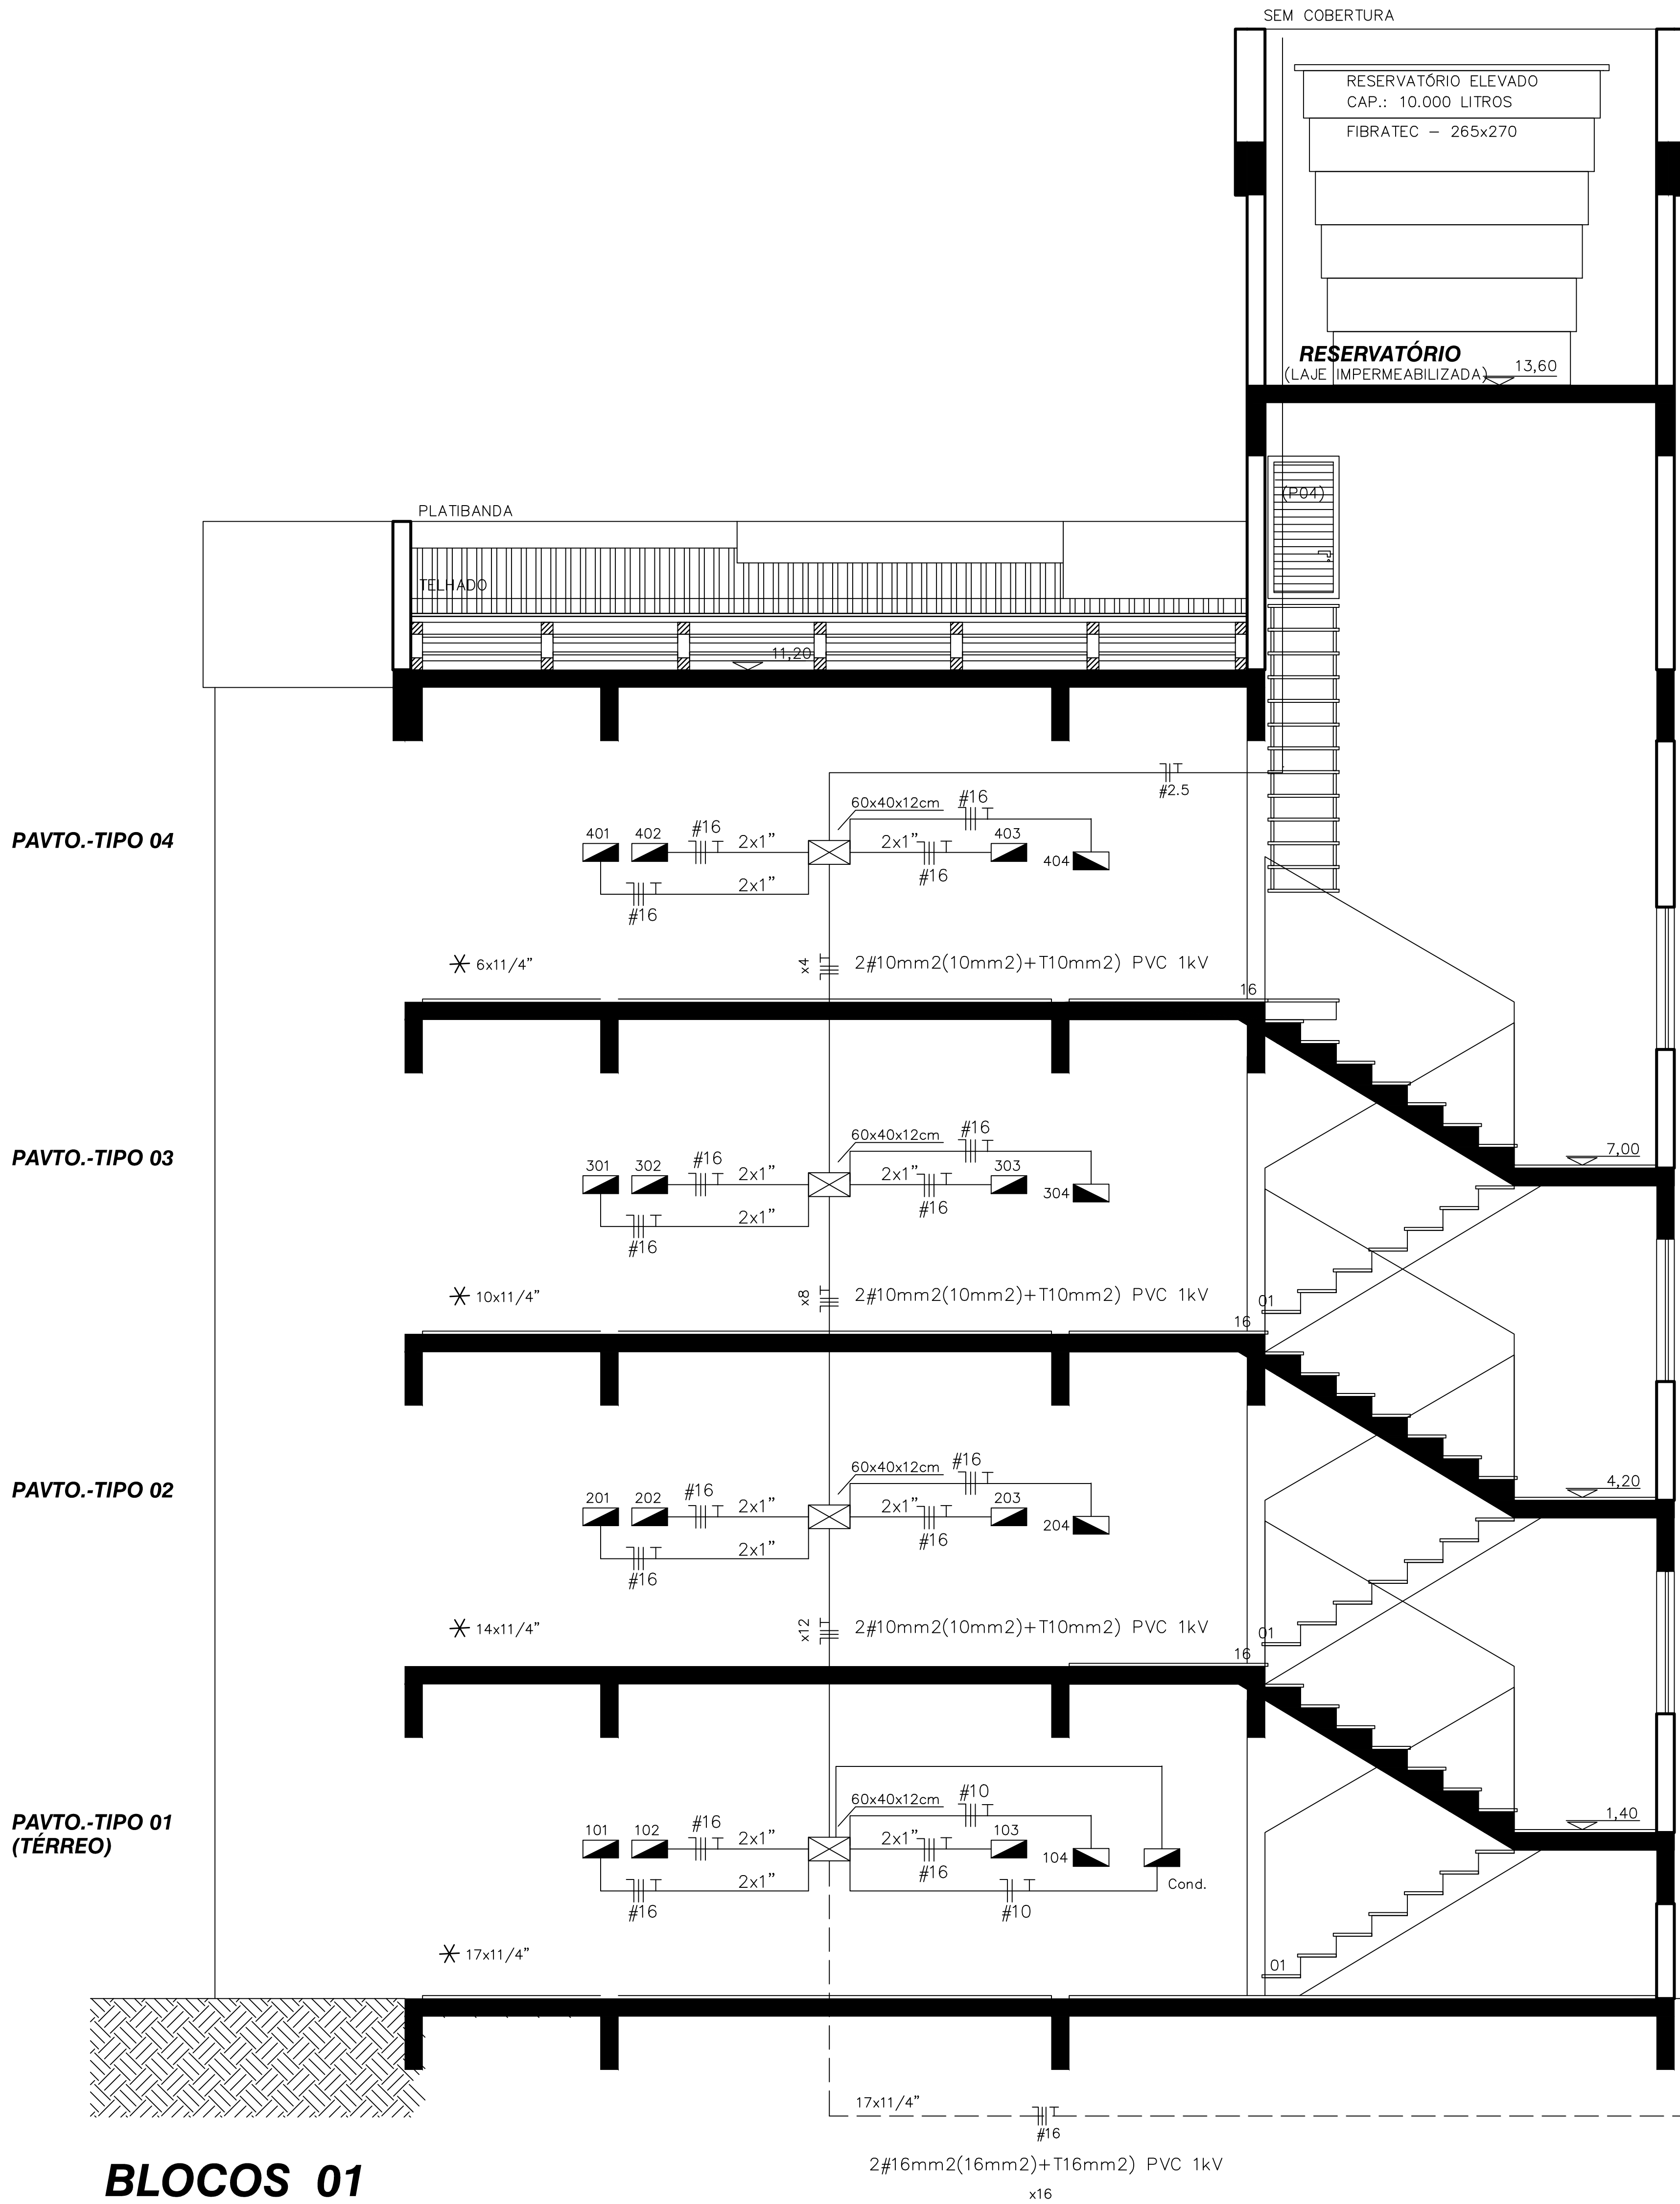 SEM COBERTURA
RESERVATÓRIO ELEVADO
CAP.: 10.000 LITROS
FIBRATEC – 265x270
RESERVATÓRIO
(LAJE IMPERMEABILIZADA)
13,60
(P04)
PLATIBANDA
TELHADO
11,20
#2.5
PAVTO.-TIPO 04
401
402
#16
2x1”
60x40x12cm
#16
2x1”
403
404
#16
2x1”
#16
6x11/4”
x4
2#10mm2(10mm2)+T10mm2) PVC 1kV
16
PAVTO.-TIPO 03
301
302
#16
2x1”
60x40x12cm
#16
2x1”
303
304
#16
2x1”
#16
7,00
10x11/4”
x8
2#10mm2(10mm2)+T10mm2) PVC 1kV
01
16
PAVTO.-TIPO 02
201
202
#16
2x1”
60x40x12cm
#16
2x1”
203
204
#16
2x1”
#16
4,20
14x11/4”
x12
2#10mm2(10mm2)+T10mm2) PVC 1kV
01
16
PAVTO.-TIPO 01
(TÉRREO)
101
102
#16
2x1”
60x40x12cm
#10
2x1”
103
104
#16
2x1”
#16
Cond.
#10
1,40
17x11/4”
01
17x11/4”
#16
2#16mm2(16mm2)+T16mm2) PVC 1kV
x16
BLOCOS 01